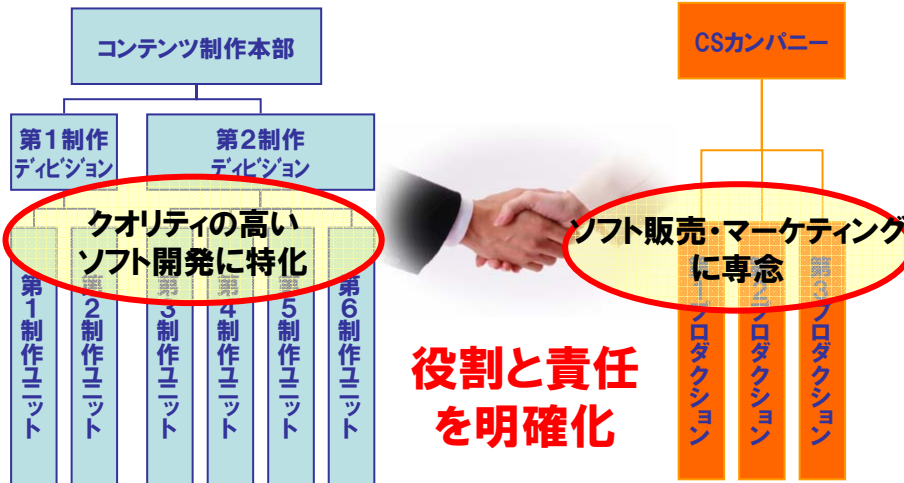 コンテンツ制作本部
CSカンパニー
第1制作
ディビジョン
第2制作
ディビジョン
クオリティの高い
ソフト開発に特化
ソフト販売・マーケティング
に専念
第1制作ユニット
第2制作ユニット
第3制作ユニット
第4制作ユニット
第5制作ユニット
第6制作ユニット
役割と責任
を明確化
プロダクション
プロダクション
第3プロダクション